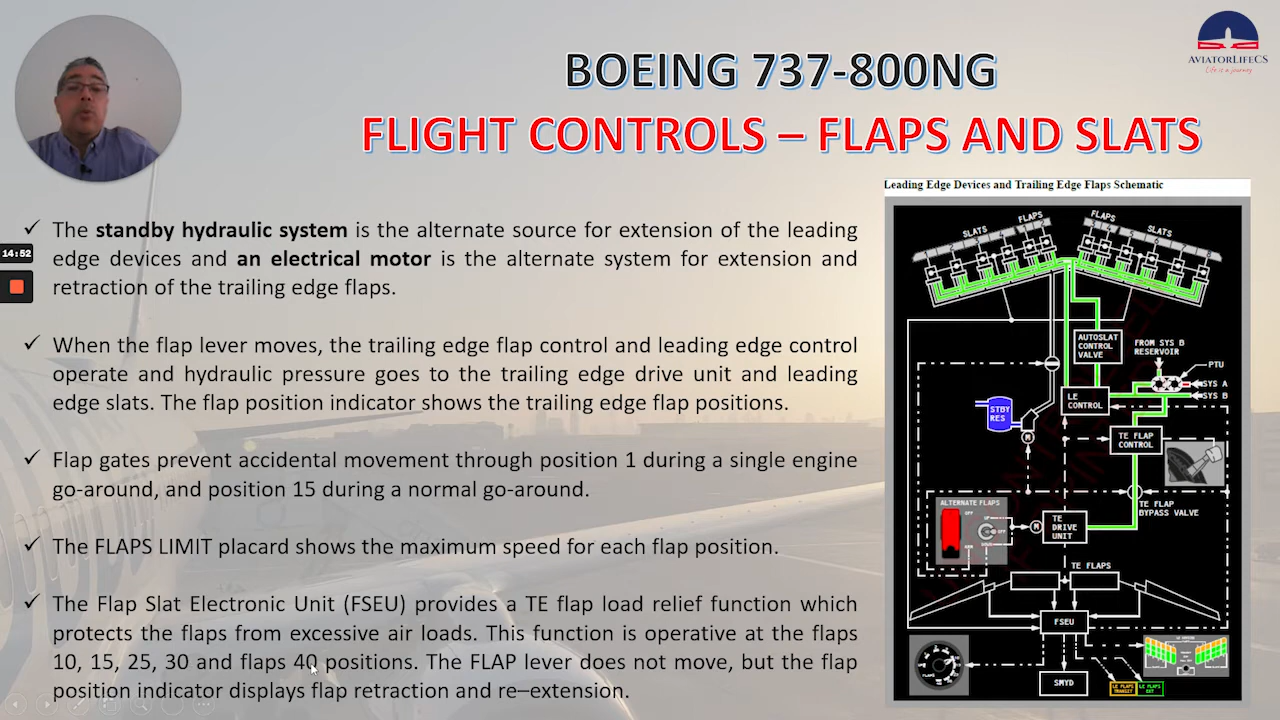 AVIATORLIFECS
Life is a journey
BOEING 737-800NG
FLIGHT CONTROLS – FLAPS AND SLATS
14:52
The standby hydraulic system is the alternate source for extension of the leading
edge devices and an electrical motor is the alternate system for extension and
retraction of the trailing edge flaps.
When the flap lever moves, the trailing edge flap control and leading edge control
operate and hydraulic pressure goes to the trailing edge drive unit and leading
edge slats. The flap position indicator shows the trailing edge flap positions.
Flap gates prevent accidental movement through position 1 during a single engine
go-around, and position 15 during a normal go-around.
The FLAPS LIMIT placard shows the maximum speed for each flap position.
The Flap Slat Electronic Unit (FSEU) provides a TE flap load relief function which
protects the flaps from excessive air loads. This function is operative at the flaps
10, 15, 25, 30 and flaps 40 positions. The FLAP lever does not move, but the flap
position indicator displays flap retraction and re–extension.
Leading Edge Devices and Trailing Edge Flaps Schematic
SLATS
FLAPS
FLAPS
SLATS
AUTOSLAT
CONTROL
VALVE
FROM SYS B
RESERVOIR
PTU
SYS A
SYS B
LE
CONTROL
STBY
RES
M
TE FLAP
CONTROL
TE FLAP
BYPASS VALVE
ALTERNATE FLAPS
OFF
UP
OFF
M
TE
DRIVE
UNIT
TE FLAPS
FSEU
FLAPS
SMYD
LE FLAPS
TRANSIT
LE FLAPS
EXT